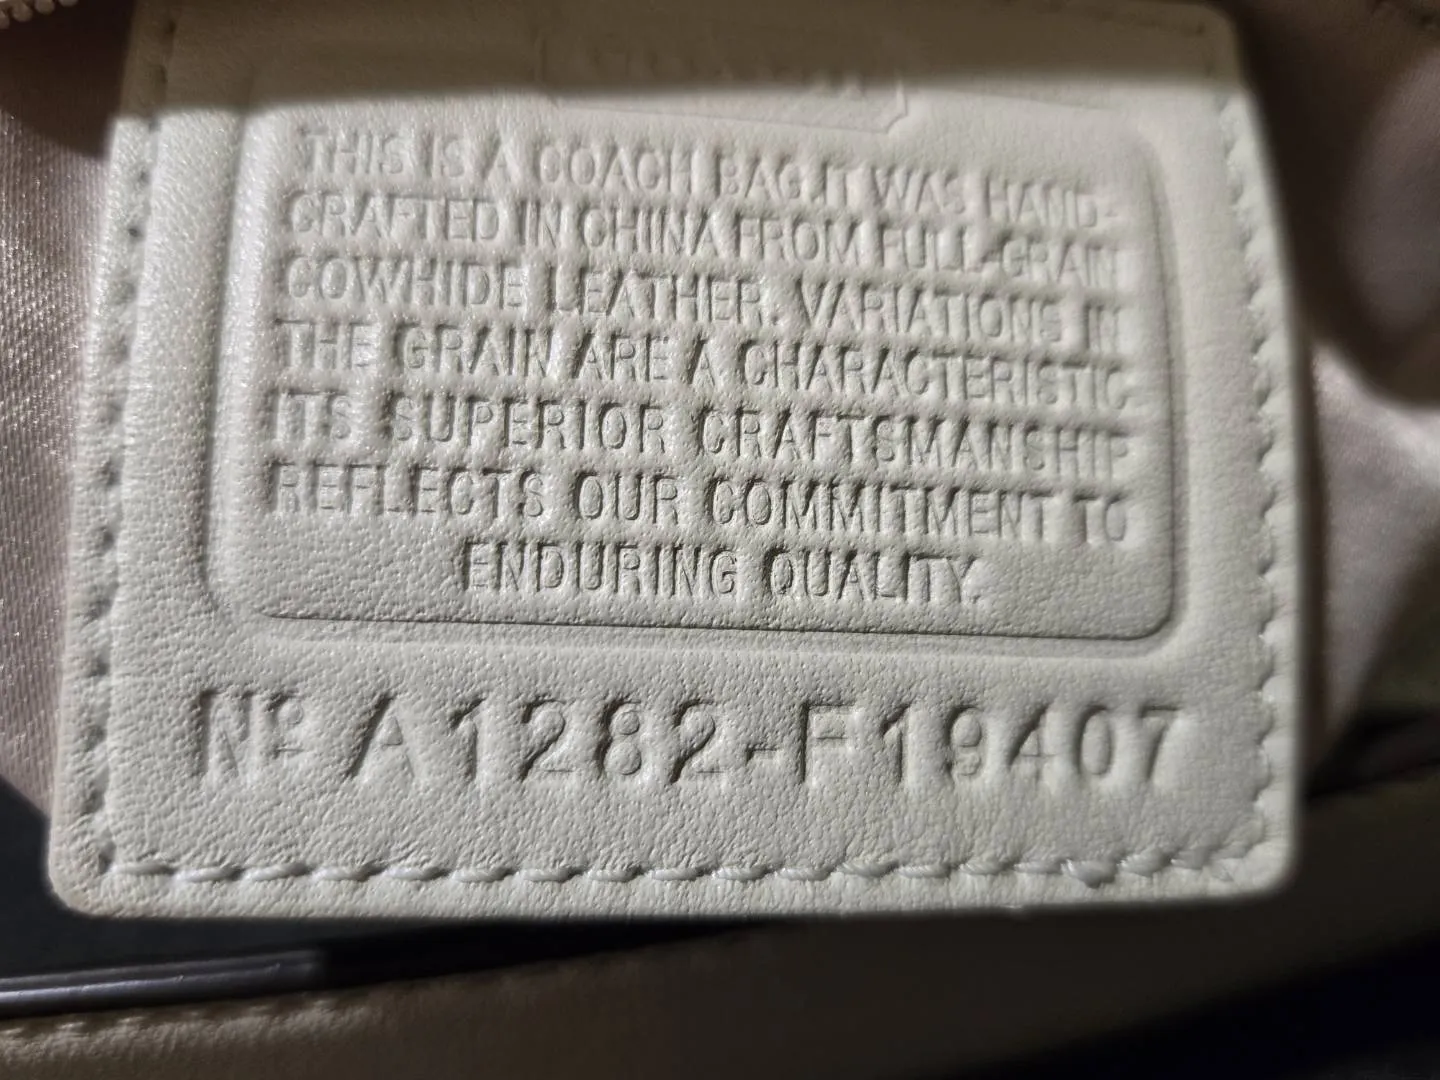 THIS IS A COACH BAG.IT WAS HAND-
CRAFTED IN CHINA FROM FULL-GRAIN
COWHIDE LEATHER. VARIATIONS IN
THE GRAIN ARE A CHARACTERISTIC
ITS SUPERIOR CRAFTSMANSHIP
REFLECTS OUR COMMITMENT TO
ENDURING QUALITY.
Nº A1282-F19407